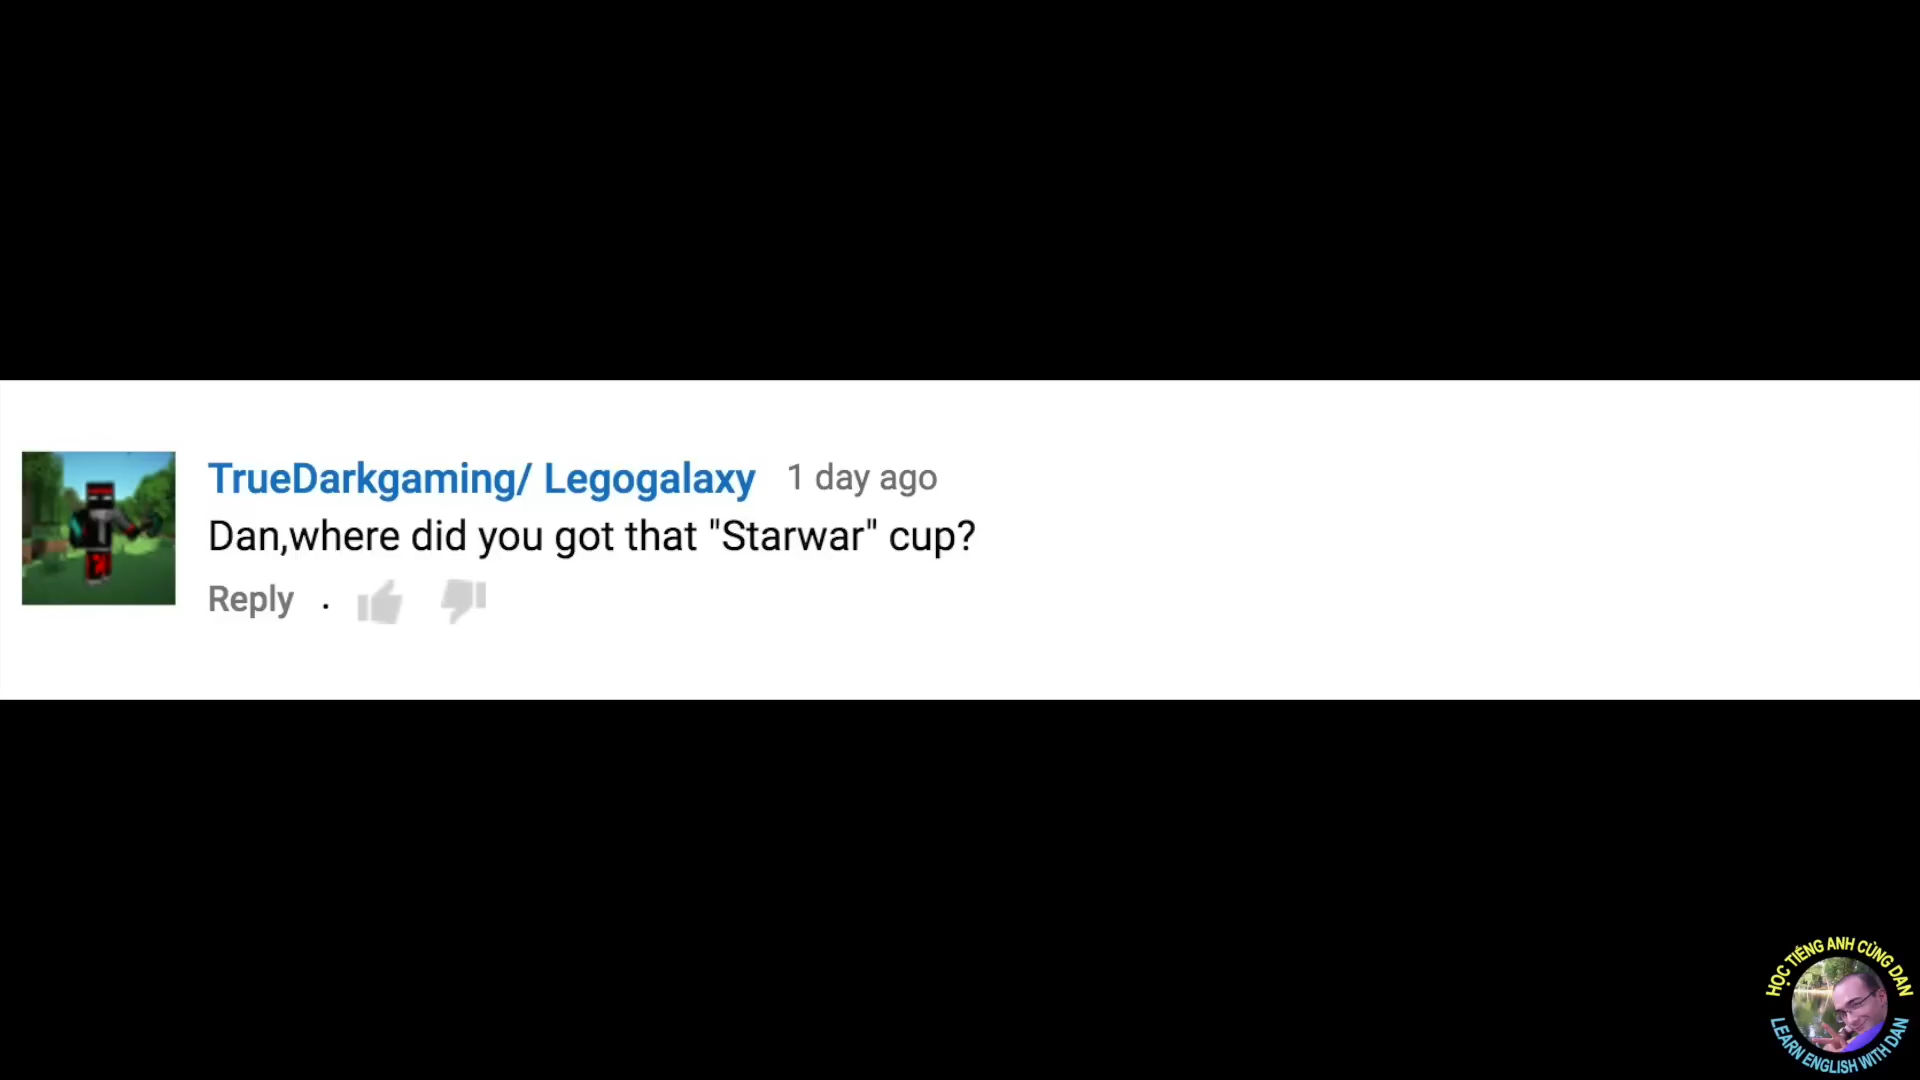 TrueDarkgaming/ Legogalaxy 1 day ago
Dan,where did you got that "Starwar" cup?
Reply .
HỌC TIẾNG ANH CÙNG DAN
LEARN ENGLISH WITH DAN